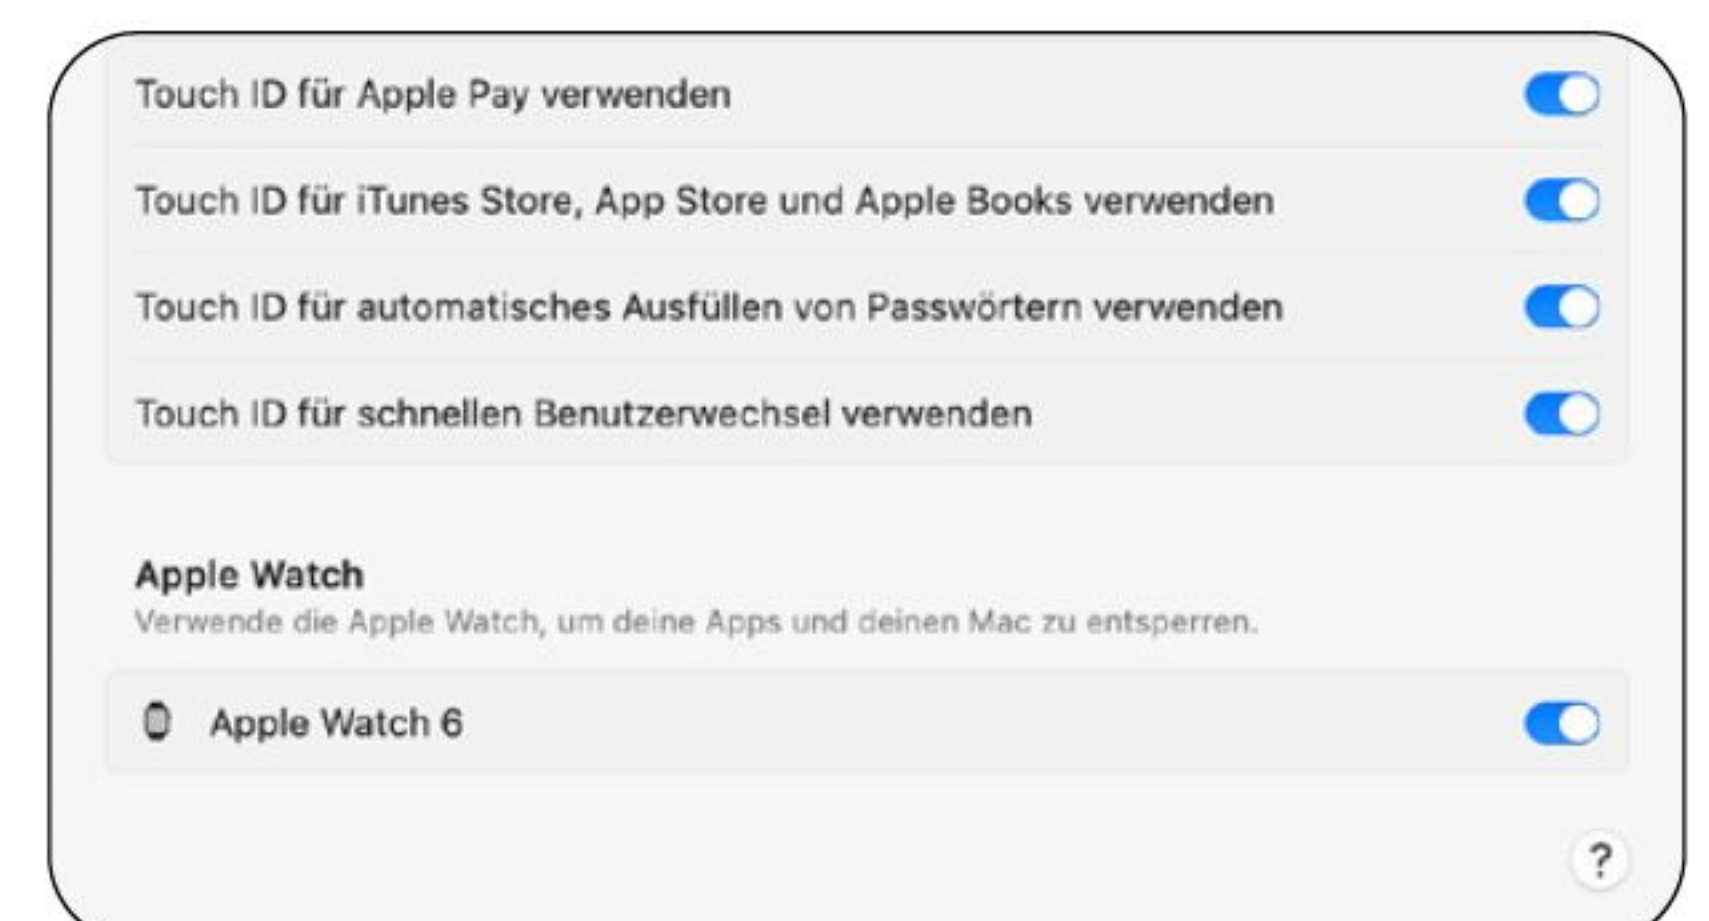 Touch ID für Apple Pay verwenden
Touch ID für iTunes Store, App Store und Apple Books verwenden
Touch ID für automatisches Ausfüllen von Passwörtern verwenden
Touch ID für schnellen Benutzerwechsel verwenden
Apple Watch
Verwende die Apple Watch, um deine Apps und deinen Mac zu entsperren.
Apple Watch 6
?